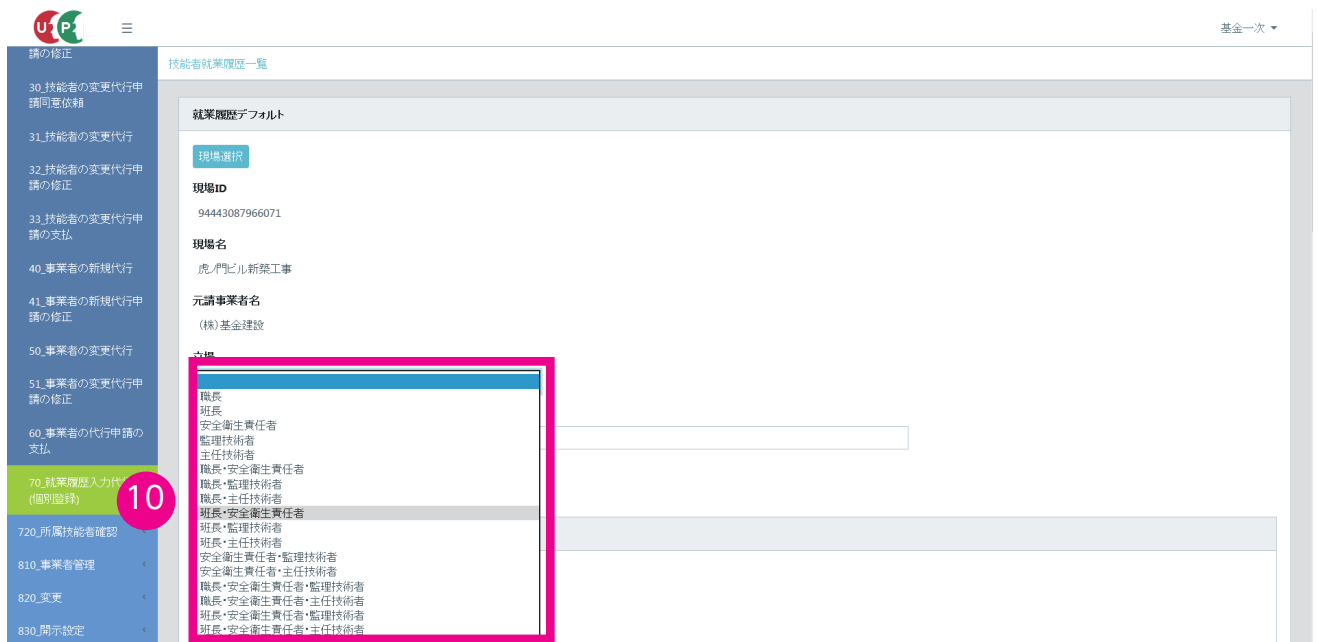 U P
☰
基金一次
請の修正
30_技能者の変更代行申
請同意依頼
31_技能者の変更代行
32_技能者の変更代行申
請の修正
33_技能者の変更代行申
請の支払
40_事業者の新規代行
41_事業者の新規代行申
請の修正
50_事業者の変更代行
51_事業者の変更代行申
請の修正
60_事業者の代行申請の
支払
70_就業履歴入力代
(個別登録)
720_所属技能者確認
810_事業者管理
820_変更
830_開示設定
10
技能者就業履歴一覧
就業履歴デフォルト
現場選択
現場ID
94443087966071
現場名
虎ノ門ビル新築工事
元請事業者名
(株)基金建設
立場
職長
班長
安全衛生責任者
監理技術者
主任技術者
職長・安全衛生責任者
職長・監理技術者
職長・主任技術者
班長・安全衛生責任者
班長・監理技術者
班長・主任技術者
安全衛生責任者・監理技術者
安全衛生責任者・主任技術者
職長・安全衛生責任者・監理技術者
職長・安全衛生責任者・主任技術者
班長・安全衛生責任者・監理技術者
班長・安全衛生責任者・主任技術者